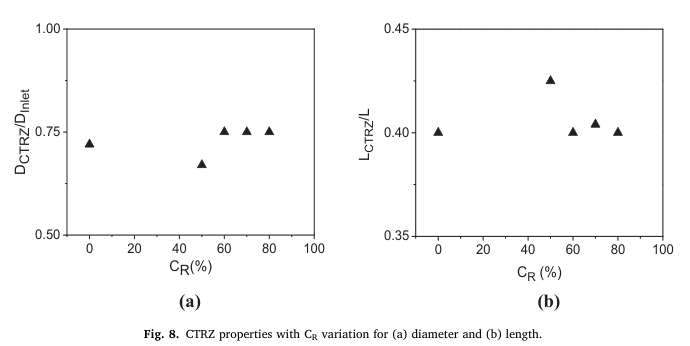 1.00
0.75
0.50
D_CTRZ/D_Inlet
0 20 40 60 80 100
C_R(%)
(a)
0.45
0.40
0.35
L_CTRZ/L
0 20 40 60 80 100
C_R (%)
(b)
Fig. 8. CTRZ properties with C_R variation for (a) diameter and (b) length.